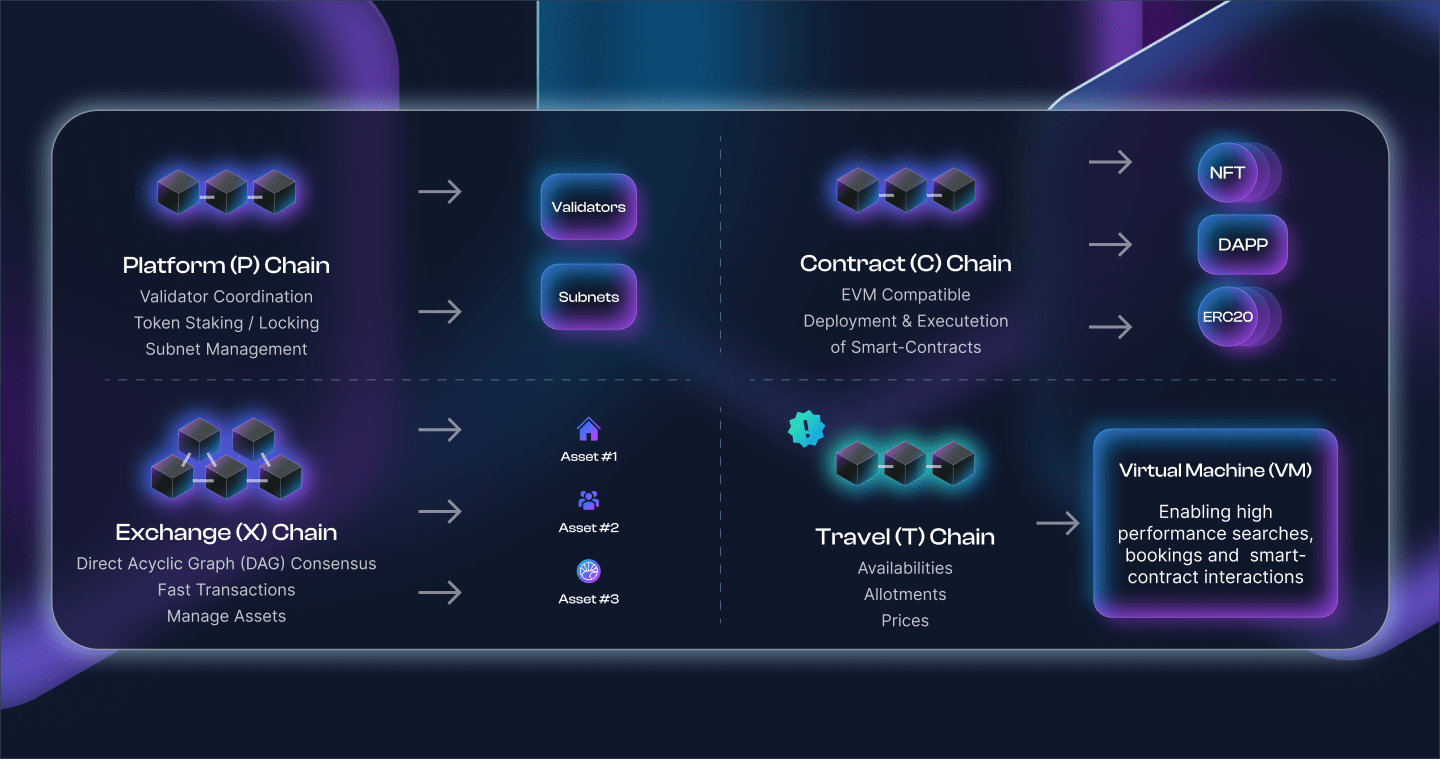 Platform (P) Chain
Validator Coordination
Token Staking / Locking
Subnet Management
Validators
Subnets
Contract (C) Chain
EVM Compatible
Deployment & Executetion
of Smart-Contracts
NFT
DAPP
ERC20
Exchange (X) Chain
Direct Acyclic Graph (DAG) Consensus
Fast Transactions
Manage Assets
Asset #1
Asset #2
Asset #3
!
Travel (T) Chain
Availabilities
Allotments
Prices
Virtual Machine (VM)
Enabling high
performance searches,
bookings and smart-
contract interactions